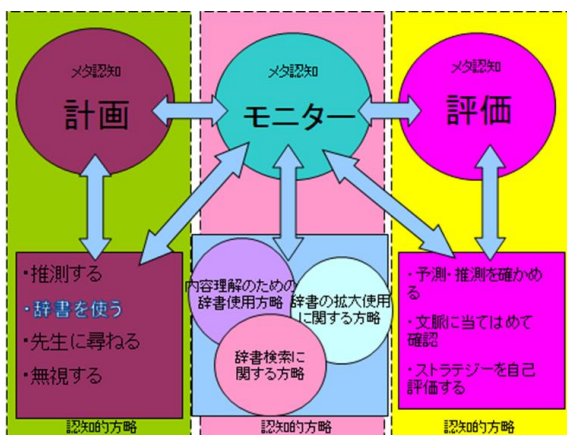 メタ認知
計画
メタ認知
モニター
メタ認知
評価
・推測する
・辞書を使う
・先生に尋ねる
・無視する
内容理解のための
辞書使用方略
辞書の拡大使用
に関する方略
辞書検索に
関する方略
・予測・推測を確かめ
る
・文脈に当てはめて
確認
・ストラテジーを自己
評価する
認知的方略
認知的方略
認知的方略